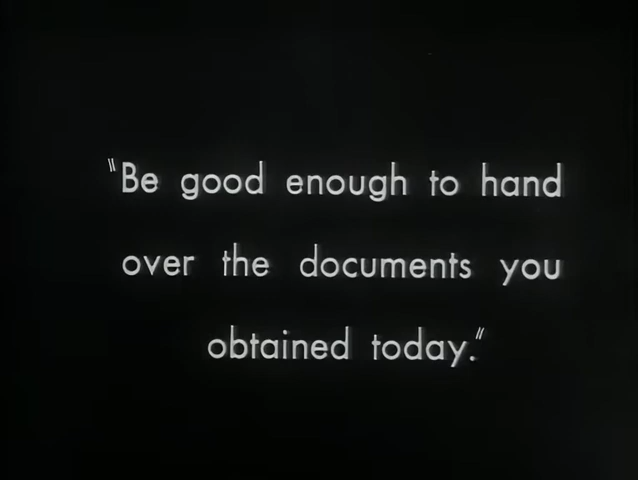 "Be good enough to hand
over the documents you
obtained today."